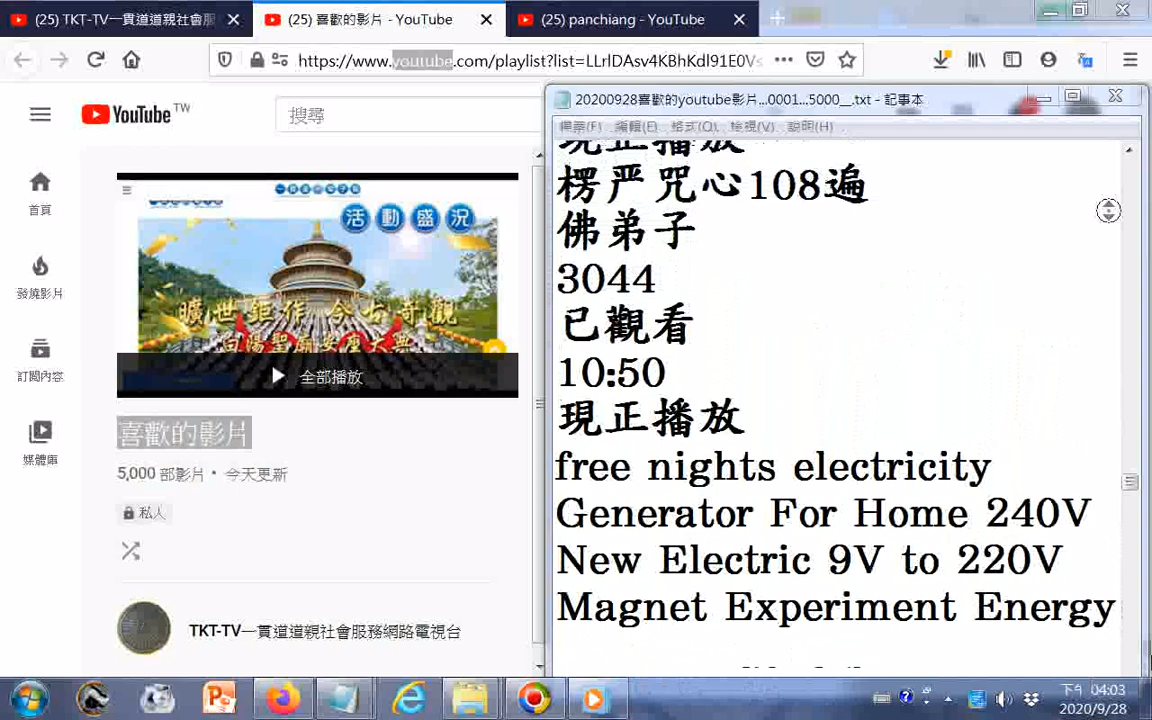 (25) TKT-TV一貫道道親社會服
(25) 喜歡的影片 - YouTube
(25) panchiang - YouTube
https://www.youtube.com/playlist?list=LLrlDAsv4KBhKdl91E0Vs
YouTube TW
搜尋
首頁
發燒影片
訂閱內容
媒體庫
活動盛況
曠世鉅作 今古奇觀
全部播放
喜歡的影片
5,000 部影片・ 今天更新
私人
TKT-TV一貫道道親社會服務網路電視台
20200928喜歡的youtube影片...0001...5000__.txt - 記事本
檔案(F) 編輯(E) 格式(O) 檢視(V) 說明(H)
現正播放
楞严咒心108遍
佛弟子
3044
已觀看
10:50
現正播放
free nights electricity
Generator For Home 240V
New Electric 9V to 220V
Magnet Experiment Energy
下午 04:03
2020/9/28